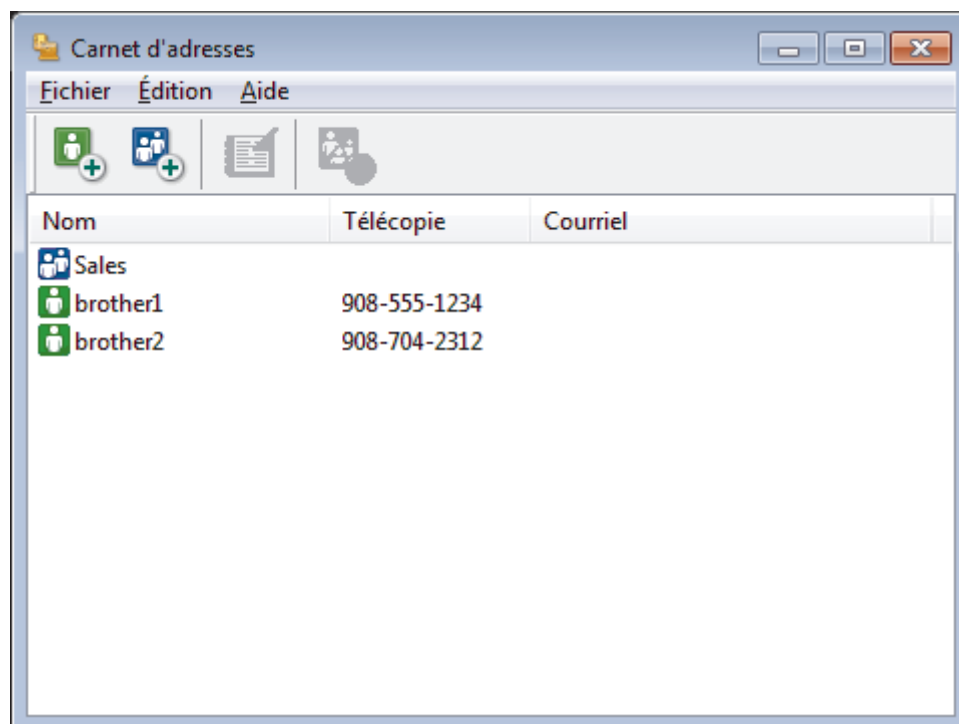 Carnet d'adresses
Fichier Édition Aide
Nom Télécopie Courriel
Sales
brother1 908-555-1234
brother2 908-704-2312